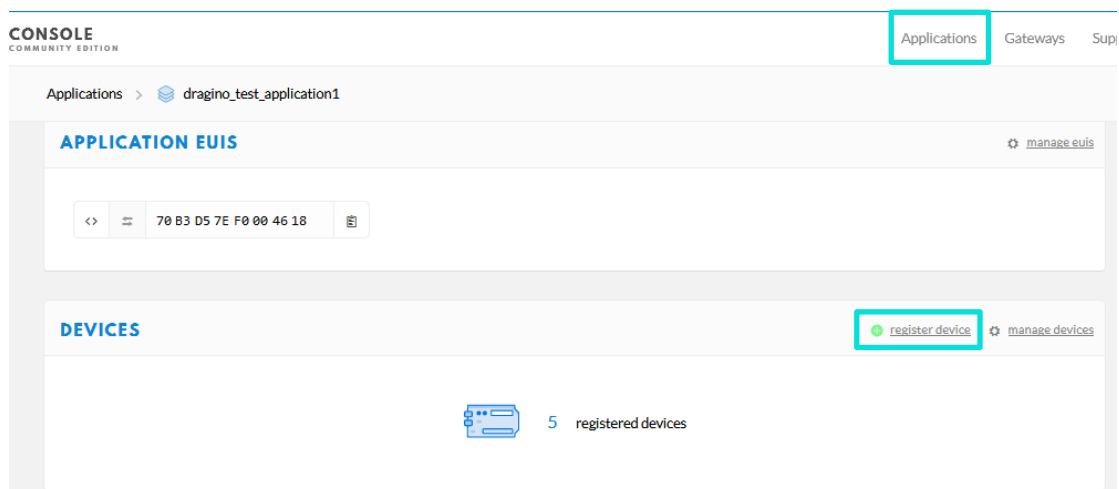 CONSOLE
COMMUNITY EDITION
Applications Gateways Sup
Applications > dragino_test_application1
APPLICATION EUIS
manage euis
<> 70 B3 D5 7E F0 00 46 18
DEVICES
register device manage devices
5 registered devices